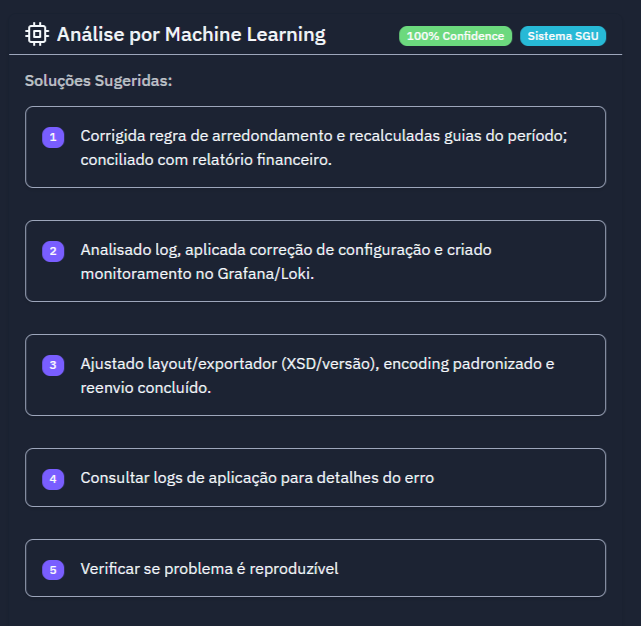 Análise por Machine Learning
100% Confidence
Sistema SGU
Soluções Sugeridas:
1
Corrigida regra de arredondamento e recalculadas guias do período;
conciliado com relatório financeiro.
2
Analisado log, aplicada correção de configuração e criado
monitoramento no Grafana/Loki.
3
Ajustado layout/exportador (XSD/versão), encoding padronizado e
reenvio concluído.
4
Consultar logs de aplicação para detalhes do erro
5
Verificar se problema é reproduzível